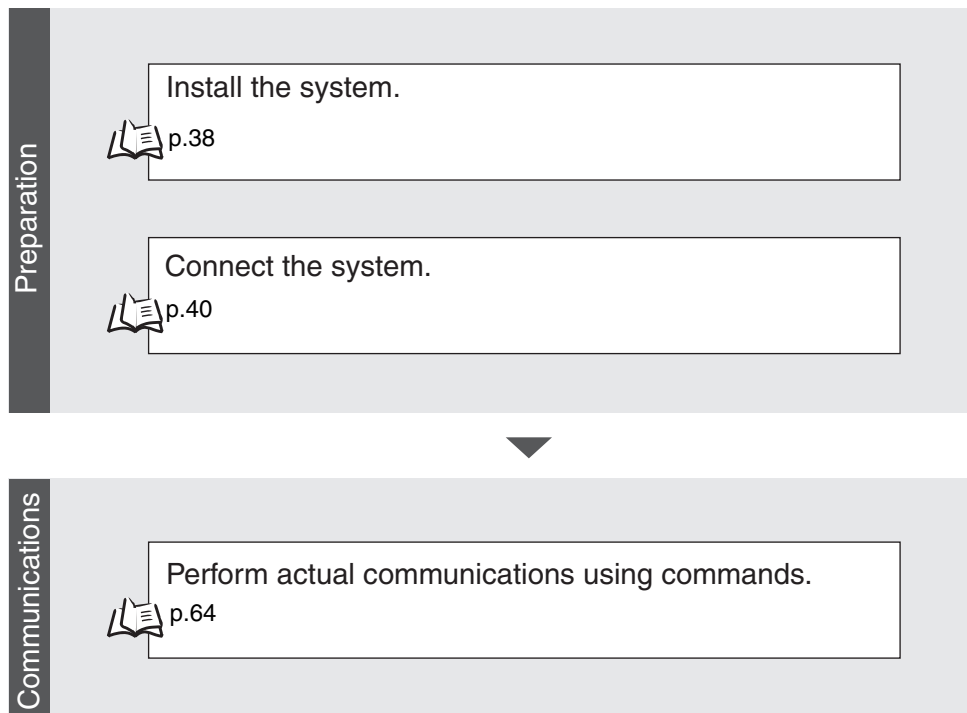 Preparation
Install the system.
p.38
Connect the system.
p.40
Communications
Perform actual communications using commands.
p.64